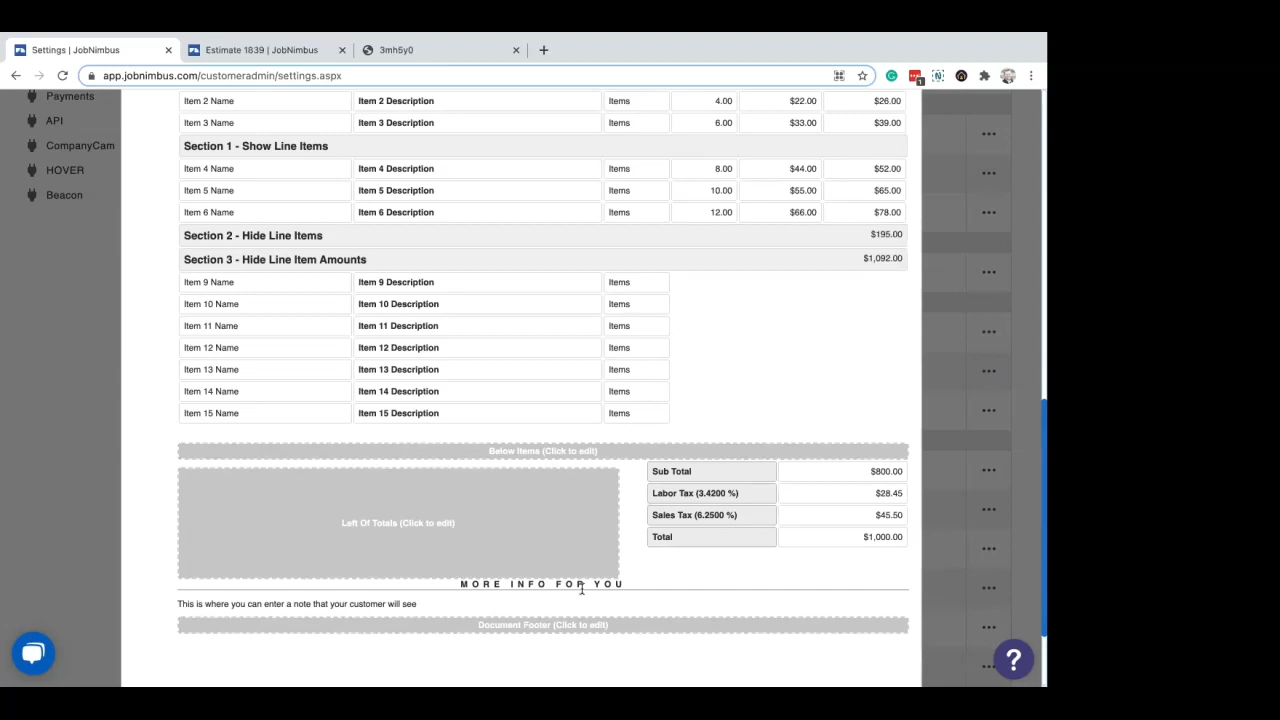 Settings | JobNimbus
Estimate 1839 | JobNimbus
3mh5y0
app.jobnimbus.com/customeradmin/settings.aspx
1
Payments
API
CompanyCam
HOVER
Beacon
Item 2 Name Item 2 Description Items 4.00 $22.00 $26.00
Item 3 Name Item 3 Description Items 6.00 $33.00 $39.00
Section 1 - Show Line Items
Item 4 Name Item 4 Description Items 8.00 $44.00 $52.00
Item 5 Name Item 5 Description Items 10.00 $55.00 $65.00
Item 6 Name Item 6 Description Items 12.00 $66.00 $78.00
Section 2 - Hide Line Items $195.00
Section 3 - Hide Line Item Amounts $1,092.00
Item 9 Name Item 9 Description Items
Item 10 Name Item 10 Description Items
Item 11 Name Item 11 Description Items
Item 12 Name Item 12 Description Items
Item 13 Name Item 13 Description Items
Item 14 Name Item 14 Description Items
Item 15 Name Item 15 Description Items
Below Items (Click to edit)
Left Of Totals (Click to edit)
Sub Total $800.00
Labor Tax (3.4200 %) $28.45
Sales Tax (6.2500 %) $45.50
Total $1,000.00
MORE INFO FOR YOU
This is where you can enter a note that your customer will see
Document Footer (Click to edit)
?